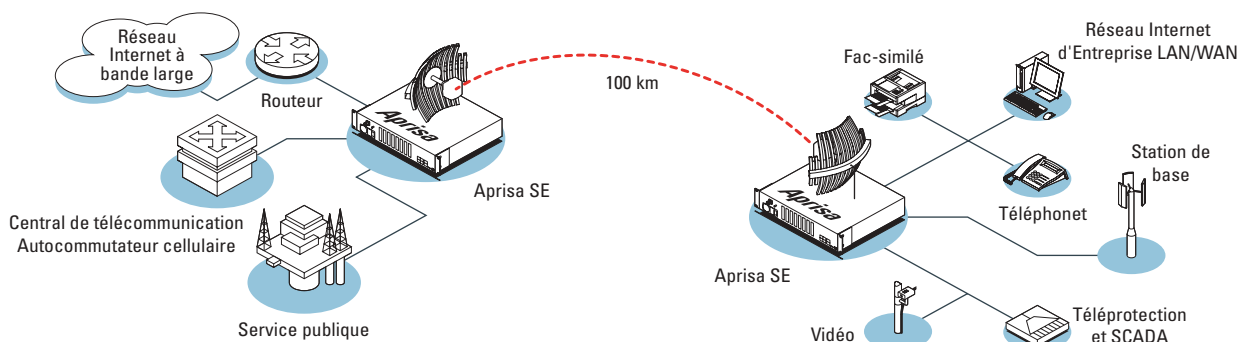 Réseau
Internet à
bande large
Routeur
Aprisa
Aprisa SE
Central de télécommunication
Autocommutateur cellulaire
Service publique
100 km
Fac-similé
Réseau Internet
d'Entreprise LAN/WAN
Station de
base
Téléphonet
Aprisa
Aprisa SE
Vidéo
Téléprotection
et SCADA